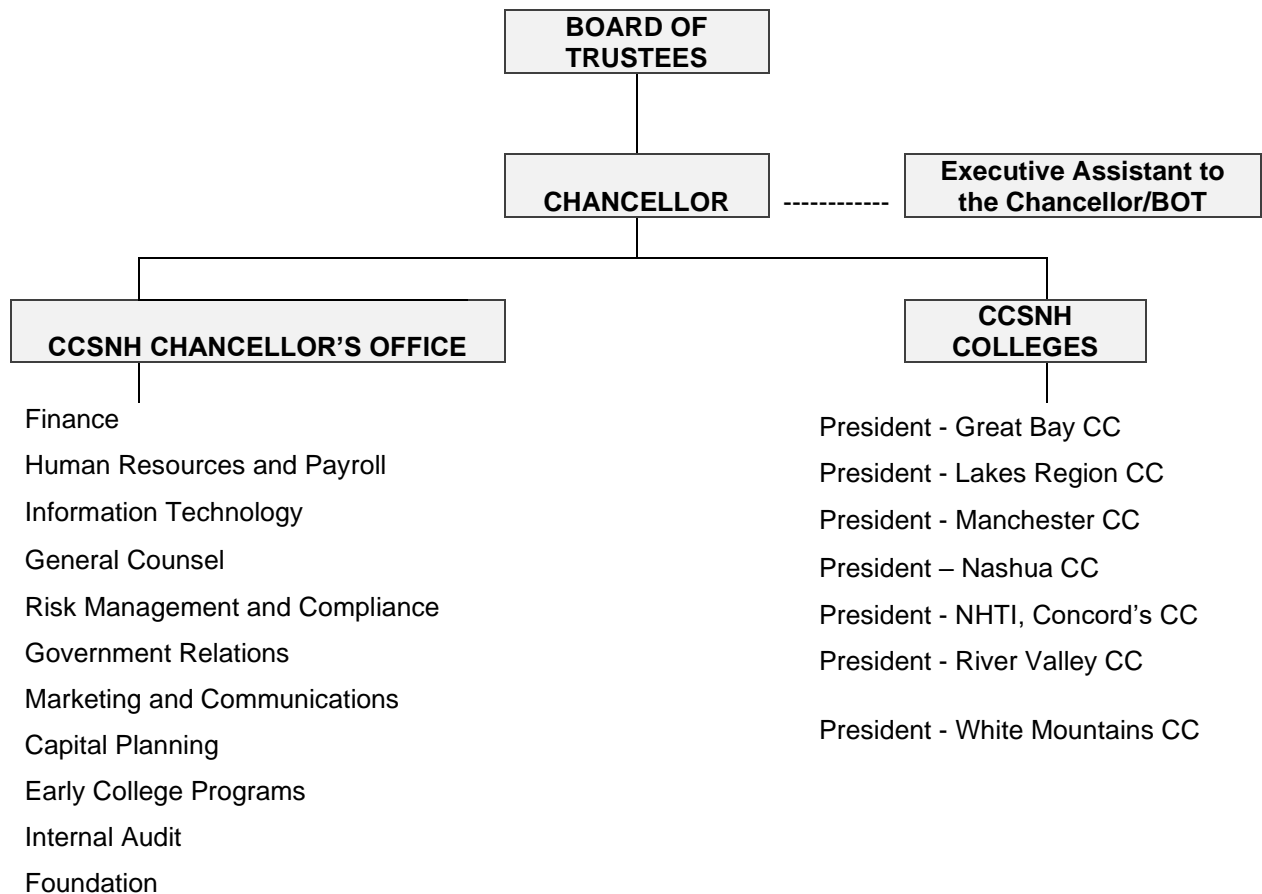 BOARD OF
TRUSTEES
CHANCELLOR
------------
Executive Assistant to
the Chancellor/BOT
CCSNH CHANCELLOR’S OFFICE
CCSNH
COLLEGES
Finance
Human Resources and Payroll
Information Technology
General Counsel
Risk Management and Compliance
Government Relations
Marketing and Communications
Capital Planning
Early College Programs
Internal Audit
Foundation
President - Great Bay CC
President - Lakes Region CC
President - Manchester CC
President – Nashua CC
President - NHTI, Concord’s CC
President - River Valley CC
President - White Mountains CC